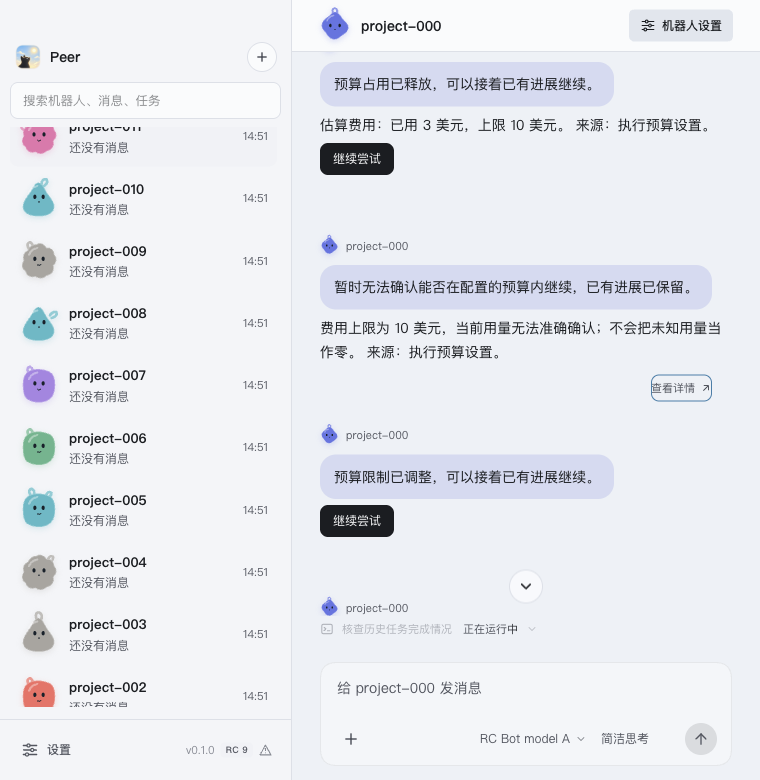 Peer
搜索机器人、消息、任务
project-011
14:51
还没有消息
project-010
14:51
还没有消息
project-009
14:51
还没有消息
project-008
14:51
还没有消息
project-007
14:51
还没有消息
project-006
14:51
还没有消息
project-005
14:51
还没有消息
project-004
14:51
还没有消息
project-003
14:51
还没有消息
project-002
14:51
还没有消息
设置
v0.1.0
RC 9
project-000
机器人设置
预算占用已释放，可以接着已有进展继续。
估算费用：已用 3 美元，上限 10 美元。 来源：执行预算设置。
继续尝试
project-000
暂时无法确认能否在配置的预算内继续，已有进展已保留。
费用上限为 10 美元，当前用量无法准确确认；不会把未知用量当
作零。 来源：执行预算设置。
查看详情
project-000
预算限制已调整，可以接着已有进展继续。
继续尝试
project-000
核查历史任务完成情况 正在运行中
给 project-000 发消息
RC Bot model A
简洁思考